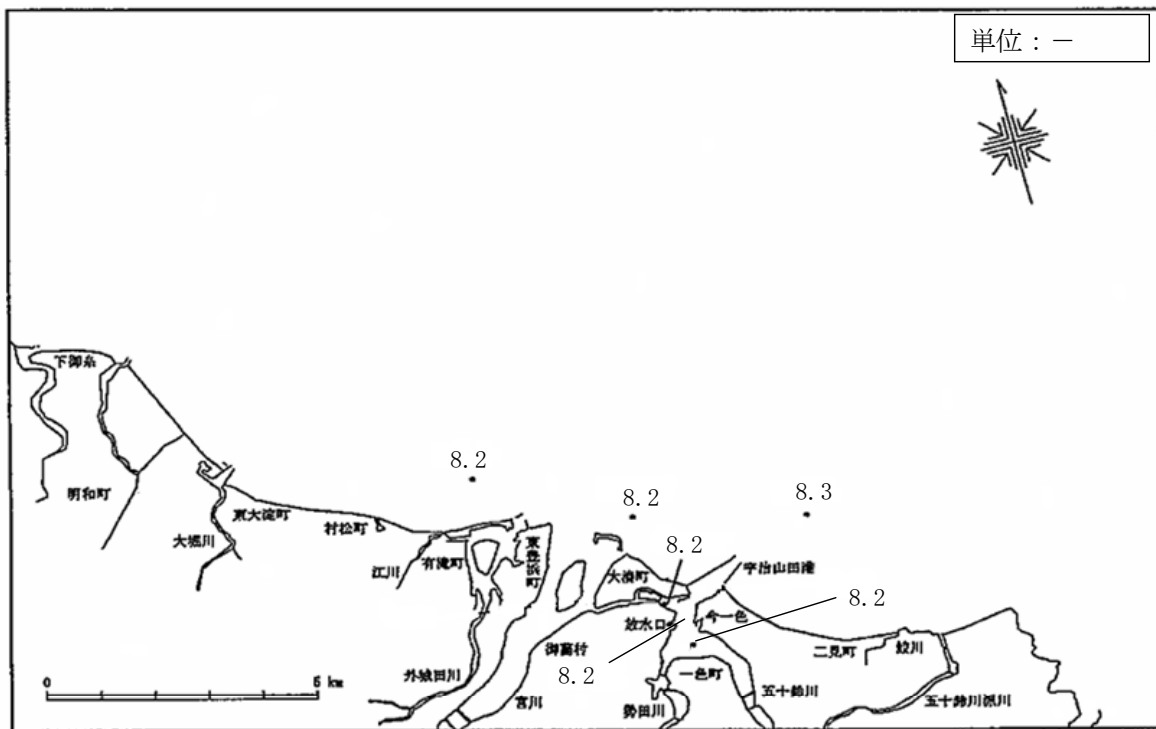 単位：－
下御糸
8.2
8.2
8.3
明和町
東大淀町
村松町
大堀川
江川
有滝町
東豊浜町
大湊町
8.2
宇治山田港
8.2
放水口
今一色
御薗村
二見町
鮫川
8.2
外城田川
一色町
0
5 km
宮川
勢田川
五十鈴川
五十鈴川派川